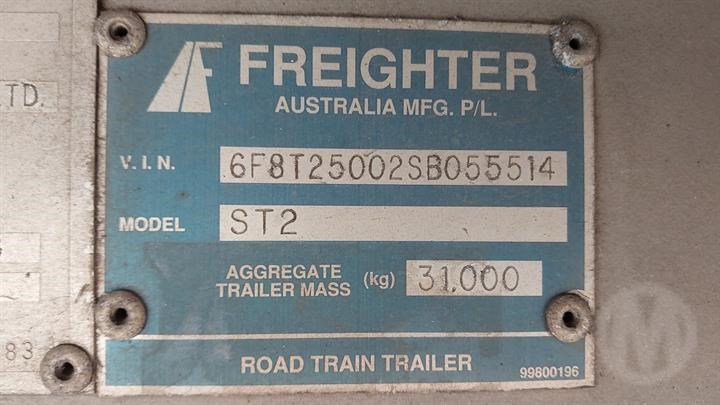 FREIGHTER
AUSTRALIA MFG. P/L.
V.I.N. 6F8T25002SB055514
MODEL ST2
AGGREGATE
TRAILER MASS (kg) 31,000
ROAD TRAIN TRAILER
99800196
TD.
83